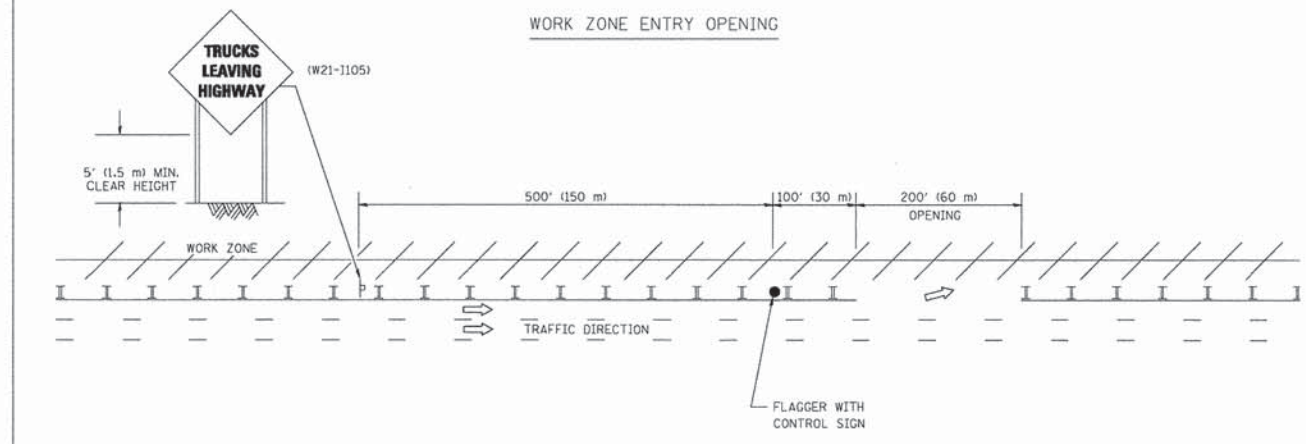 WORK ZONE ENTRY OPENING
TRUCKS
LEAVING
HIGHWAY
(W21-I105)
5' (1.5 m) MIN.
CLEAR HEIGHT
500' (150 m)
100' (30 m)
200' (60 m)
OPENING
WORK ZONE
TRAFFIC DIRECTION
FLAGGER WITH
CONTROL SIGN